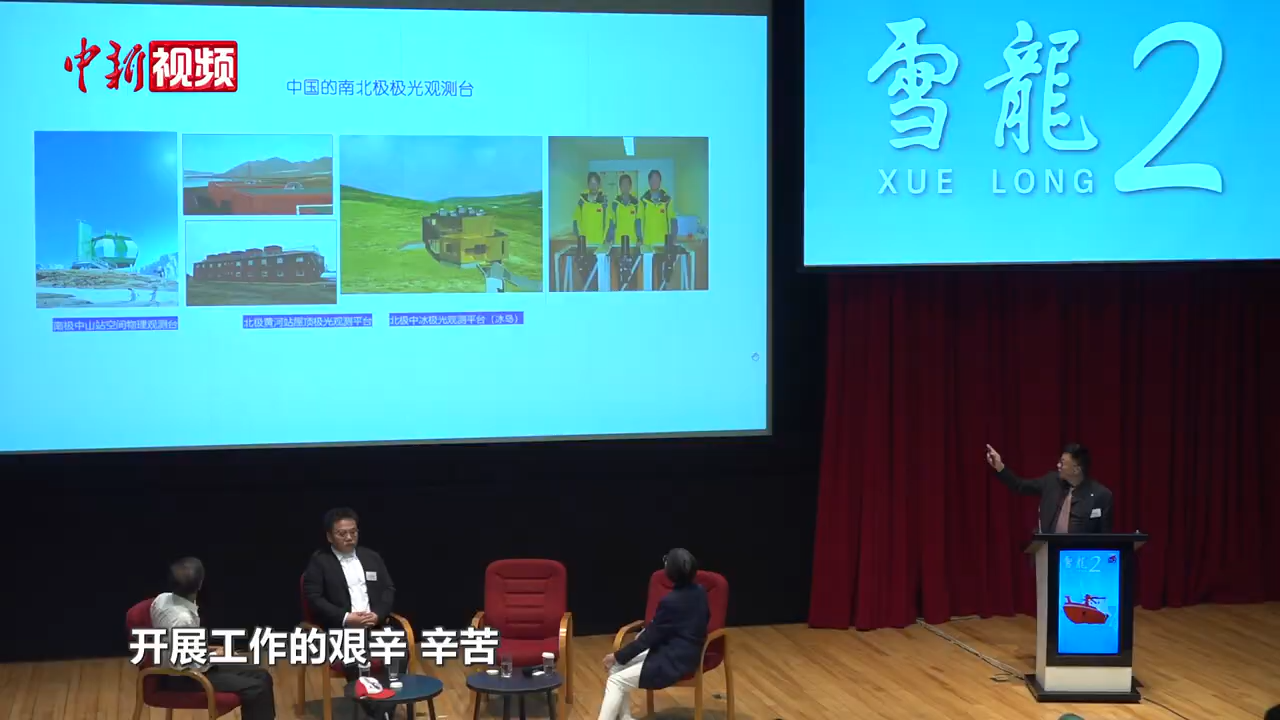 中新视频
中国的南北极极光观测台
南极中山站空间物理观测台
北极黄河站屋顶极光观测平台
北极中冰极光观测平台（冰岛）
雪龍2
XUE LONG
雪龍2
开展工作的艰辛 辛苦